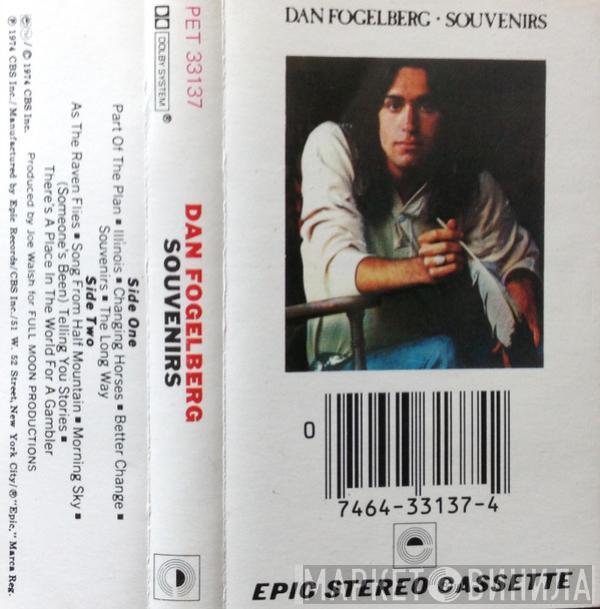 DAN FOGELBERG · SOUVENIRS
0
7464-33137-4
EPIC STEREO CASSETTE
МАРКЕТ ВИНИЛА
PET 33137
DOLBY SYSTEM ®
DAN FOGELBERG
SOUVENIRS
Side One
Part Of The Plan ■ Illinois ■ Changing Horses ■ Better Change ■
Souvenirs ■ The Long Way
Side Two
As The Raven Flies ■ Song From Half Mountain ■ Morning Sky ■
(Someone's Been) Telling You Stories ■
There's A Place In The World For A Gambler
Produced by Joe Walsh for FULL MOON PRODUCTIONS
© 1974 CBS Inc.
℗ 1974 CBS Inc./Manufactured by Epic Records/CBS Inc./51 W. 52 Street, New York City/® "Epic," Marca Reg.